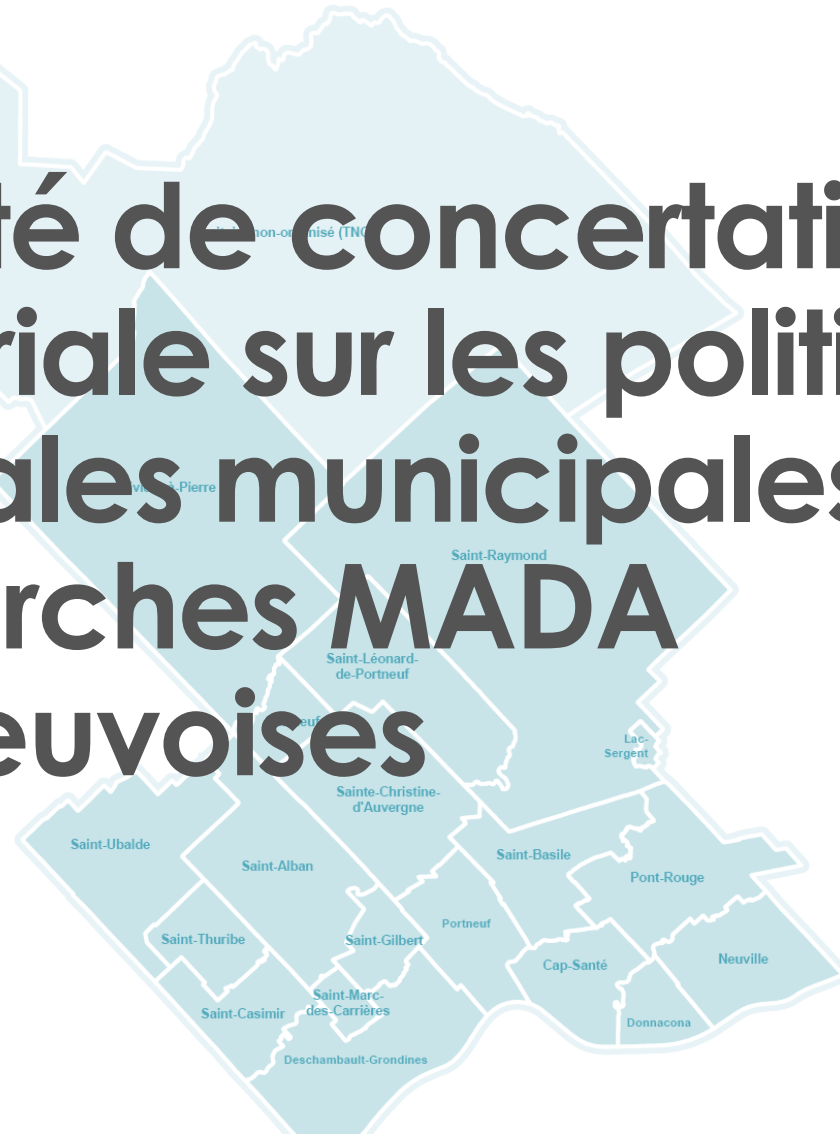 té de concertati
riale sur les politi
ales municipales
rches MADA
euvoises
Saint-Raymond
Saint-Léonard-
de-Portneuf
Lac-
Sergent
Sainte-Christine-
d'Auvergne
Saint-Ubalde
Saint-Alban
Saint-Basile
Pont-Rouge
Portneuf
Saint-Thuribe
Saint-Gilbert
Cap-Santé
Neuville
Saint-Marc-
des-Carrières
Saint-Casimir
Donnacona
Deschambault-Grondines